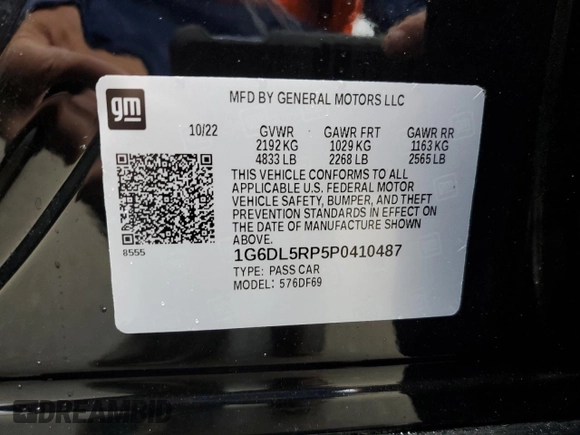 gm
MFD BY GENERAL MOTORS LLC
10/22 GVWR GAWR FRT GAWR RR
2192 KG 1029 KG 1163 KG
4833 LB 2268 LB 2565 LB
THIS VEHICLE CONFORMS TO ALL
APPLICABLE U.S. FEDERAL MOTOR
VEHICLE SAFETY, BUMPER, AND THEFT
PREVENTION STANDARDS IN EFFECT ON
THE DATE OF MANUFACTURE SHOWN
ABOVE.
8555
1G6DL5RP5P0410487
TYPE: PASS CAR
MODEL: 576DF69
DREAMBID